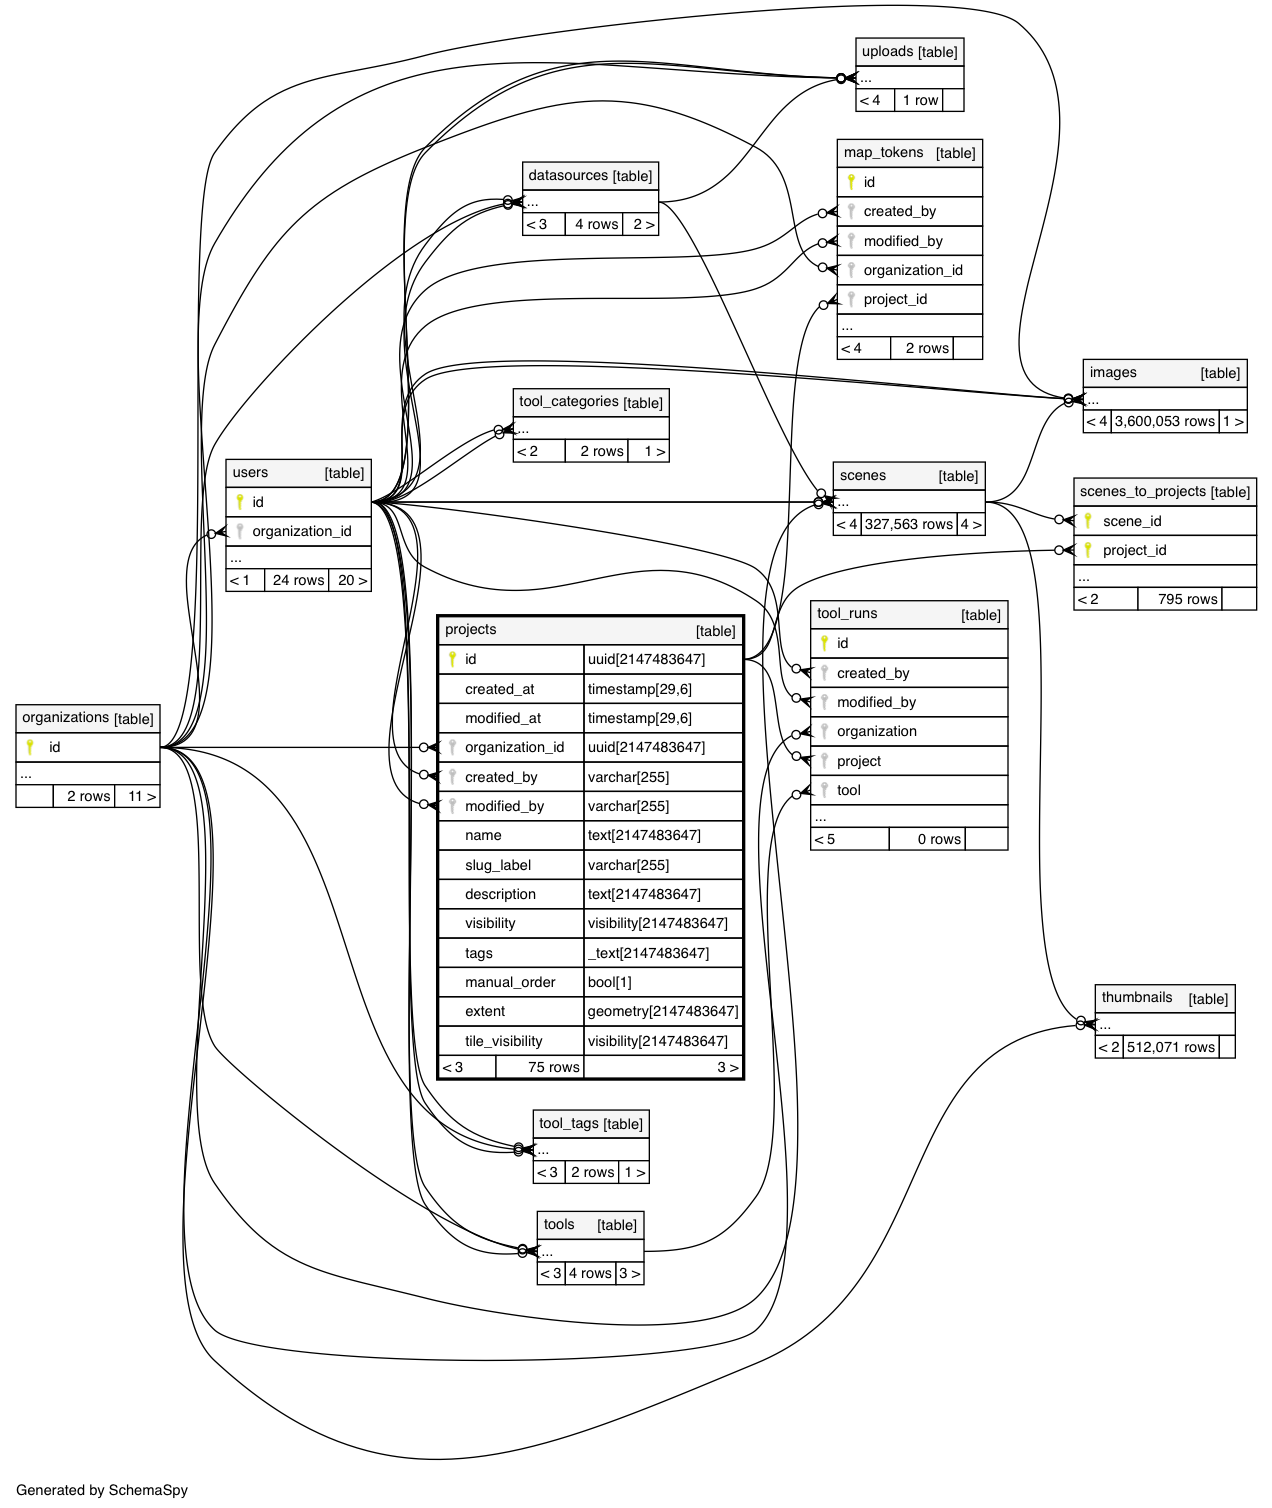 uploads [table]
...
< 4 1 row
map_tokens [table]
id
created_by
modified_by
organization_id
project_id
...
< 4 2 rows
datasources [table]
...
< 3 4 rows 2 >
images [table]
...
< 4 3,600,053 rows 1 >
tool_categories [table]
...
< 2 2 rows 1 >
users [table]
id
organization_id
...
< 1 24 rows 20 >
scenes [table]
...
< 4 327,563 rows 4 >
scenes_to_projects [table]
scene_id
project_id
...
< 2 795 rows
projects [table]
id uuid[2147483647]
created_at timestamp[29,6]
modified_at timestamp[29,6]
organization_id uuid[2147483647]
created_by varchar[255]
modified_by varchar[255]
name text[2147483647]
slug_label varchar[255]
description text[2147483647]
visibility visibility[2147483647]
tags _text[2147483647]
manual_order bool[1]
extent geometry[2147483647]
tile_visibility visibility[2147483647]
< 3 75 rows 3 >
tool_runs [table]
id
created_by
modified_by
organization
project
tool
...
< 5 0 rows
organizations [table]
id
...
2 rows 11 >
thumbnails [table]
...
< 2 512,071 rows
tool_tags [table]
...
< 3 2 rows 1 >
tools [table]
...
< 3 4 rows 3 >
Generated by SchemaSpy